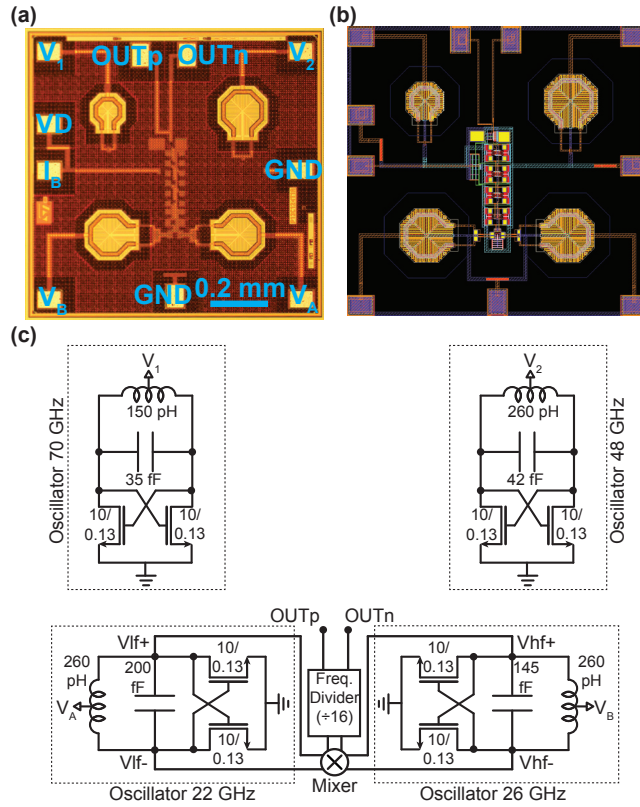 (a)
(b)
V1
OUTp
OUTn
V2
VD
IB
GND
VB
GND
0.2 mm
VA
(c)
Oscillator 70 GHz
V1
150 pH
35 fF
10/
0.13
10/
0.13
V2
260 pH
42 fF
10/
0.13
10/
0.13
Oscillator 48 GHz
OUTp
OUTn
Vlf+
10/
0.13
260
pH
200
fF
VA
10/
0.13
Vlf-
Oscillator 22 GHz
Freq.
Divider
(÷16)
Mixer
Vhf+
10/
0.13
145
fF
260
pH
VB
10/
0.13
Vhf-
Oscillator 26 GHz